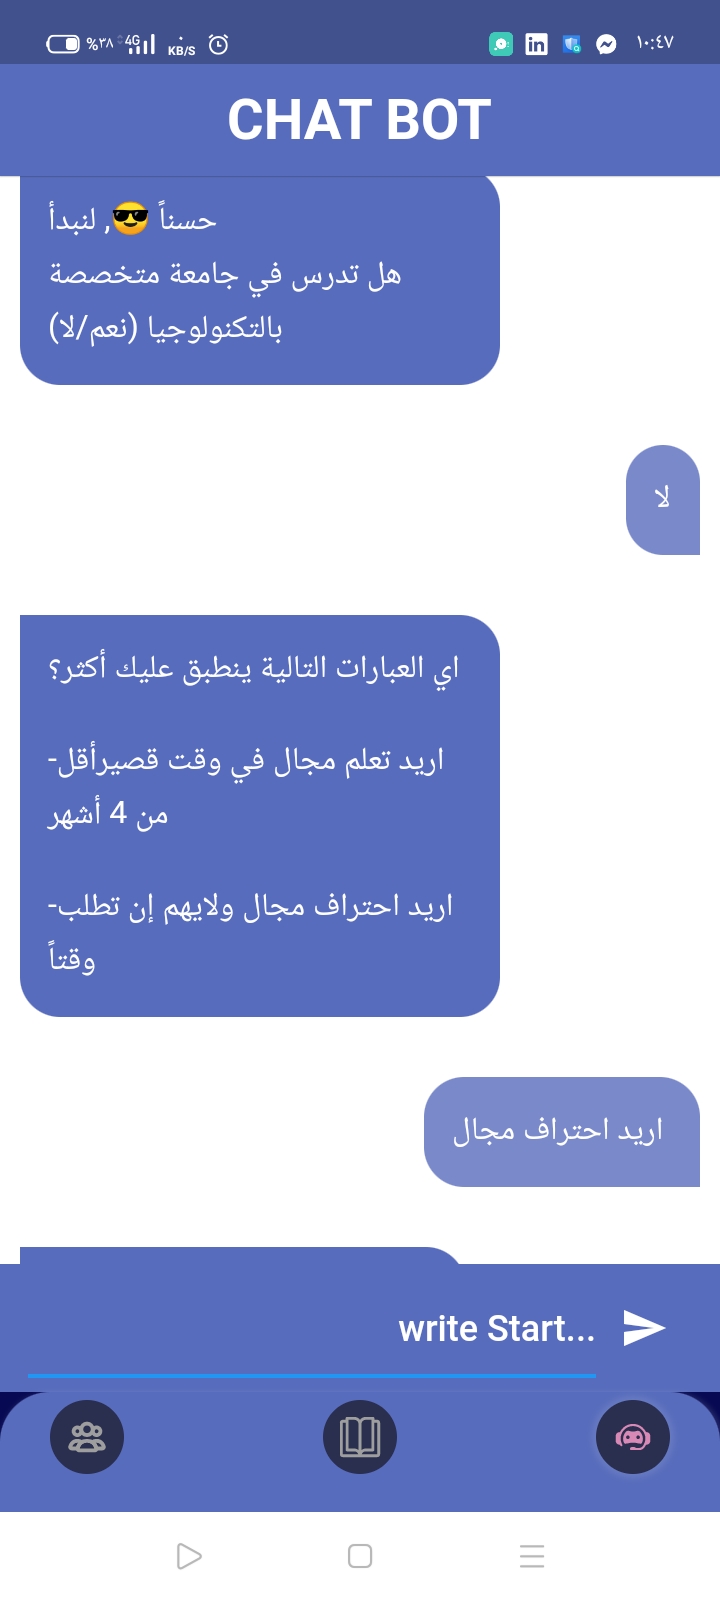 %٣٨ 4G KB/S ١٠:٤٧
CHAT BOT
حسناً 😎, لنبدأ
هل تدرس في جامعة متخصصة
بالتكنولوجيا (نعم/لا)
لا
اي العبارات التالية ينطبق عليك أكثر؟
اريد تعلم مجال في وقت قصيرأقل-
من 4 أشهر
اريد احتراف مجال ولايهم إن تطلب-
وقتاً
اريد احتراف مجال
write Start...